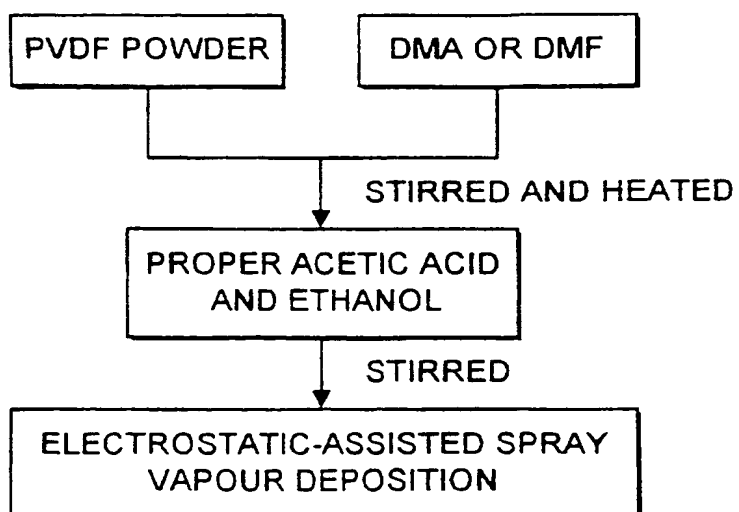 PVDF POWDER
DMA OR DMF
STIRRED AND HEATED
PROPER ACETIC ACID
AND ETHANOL
STIRRED
ELECTROSTATIC-ASSISTED SPRAY
VAPOUR DEPOSITION